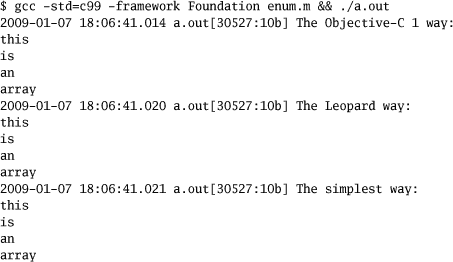 $ gcc -std=c99 -framework Foundation enum.m && ./a.out
2009-01-07 18:06:41.014 a.out[30527:10b] The Objective-C 1 way:
this
is
an
array
2009-01-07 18:06:41.020 a.out[30527:10b] The Leopard way:
this
is
an
array
2009-01-07 18:06:41.021 a.out[30527:10b] The simplest way:
this
is
an
array